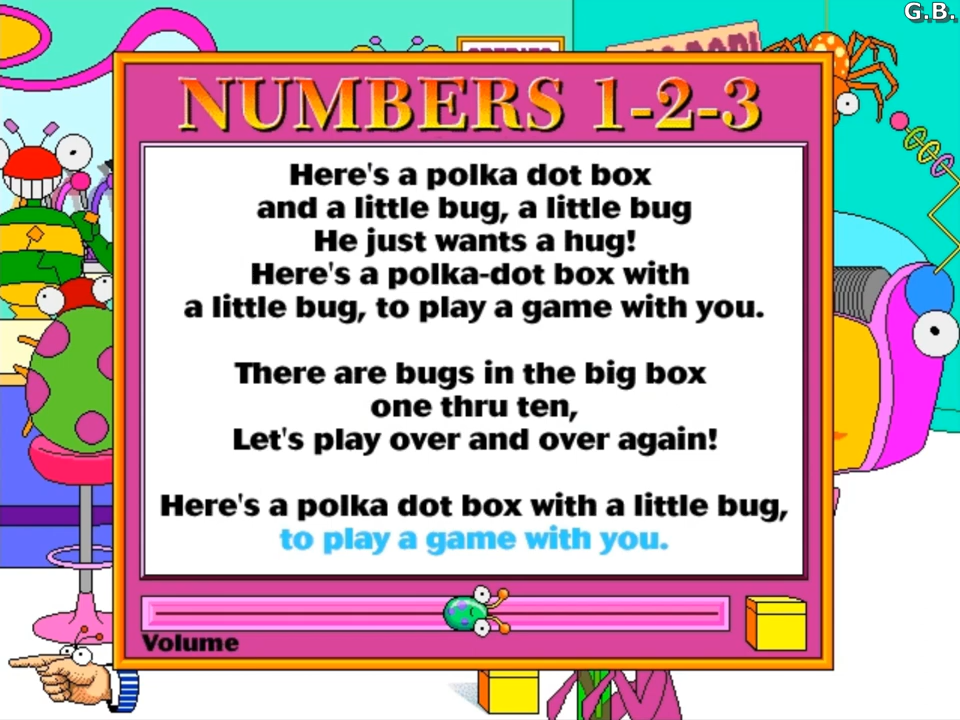 G.B.
NUMBERS 1-2-3
Here's a polka dot box
and a little bug, a little bug
He just wants a hug!
Here's a polka-dot box with
a little bug, to play a game with you.
There are bugs in the big box
one thru ten,
Let's play over and over again!
Here's a polka dot box with a little bug,
to play a game with you.
Volume